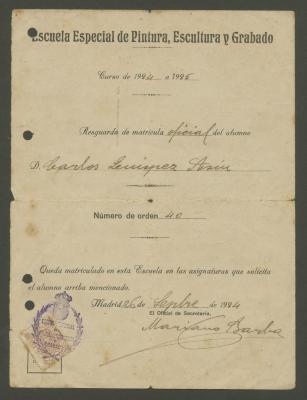 Escuela Especial de Pintura, Escultura y Grabado
Curso de 1924 a 1925
Resguardo de matrícula oficial del alumno
D. Carlos Quíspez Asín
Número de orden 40
Queda matriculado en esta Escuela en las asignaturas que solicita
el alumno arriba mencionado.
Madrid 26 de Sepbre de 1924
El Oficial de Secretaría,
Mariano Barba